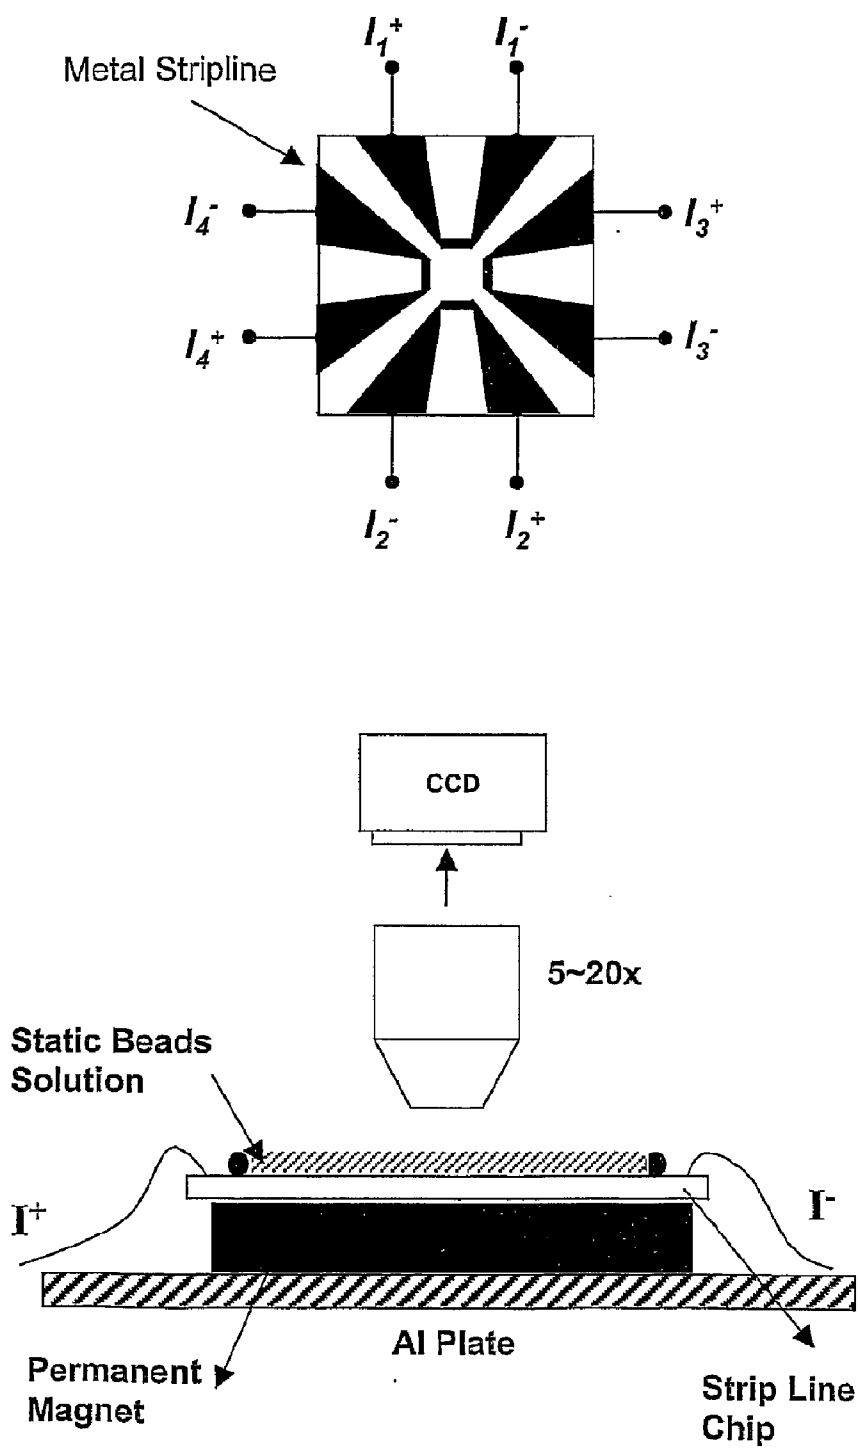 I₁⁺ I₁⁻
Metal Stripline
I₄⁻ I₃⁺
I₄⁺ I₃⁻
I₂⁻ I₂⁺
CCD
5~20x
Static Beads
Solution
I⁺ I⁻
Al Plate
Permanent
Magnet
Strip Line
Chip